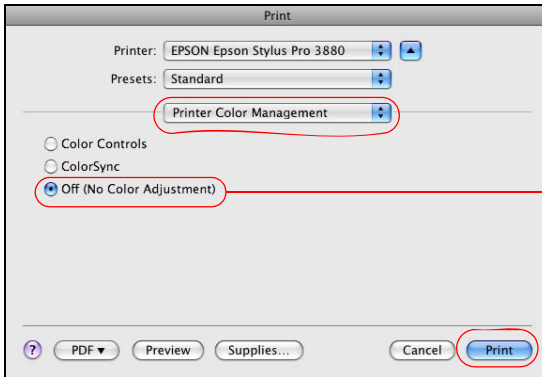 Print
Printer: EPSON Epson Stylus Pro 3880
Presets: Standard
Printer Color Management
Color Controls
ColorSync
Off (No Color Adjustment)
? PDF▼ Preview Supplies... Cancel Print